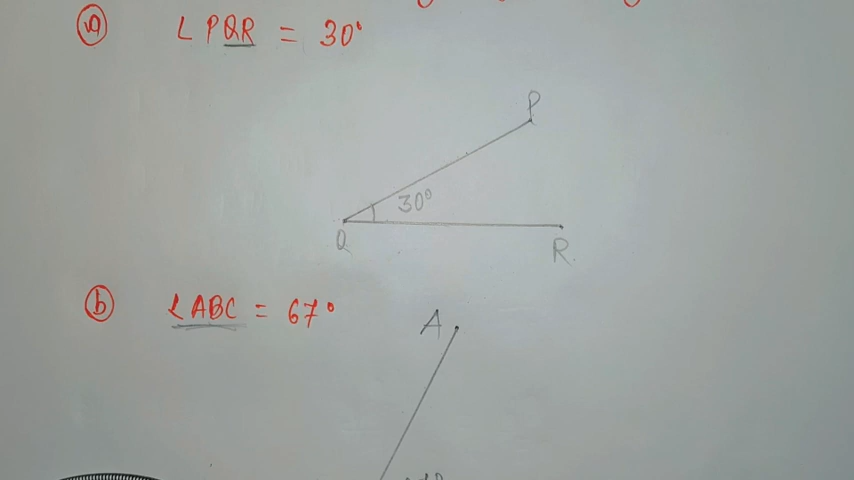 a ∠PQR = 30°
P
30°
Q
R
b ∠ABC = 67°
A